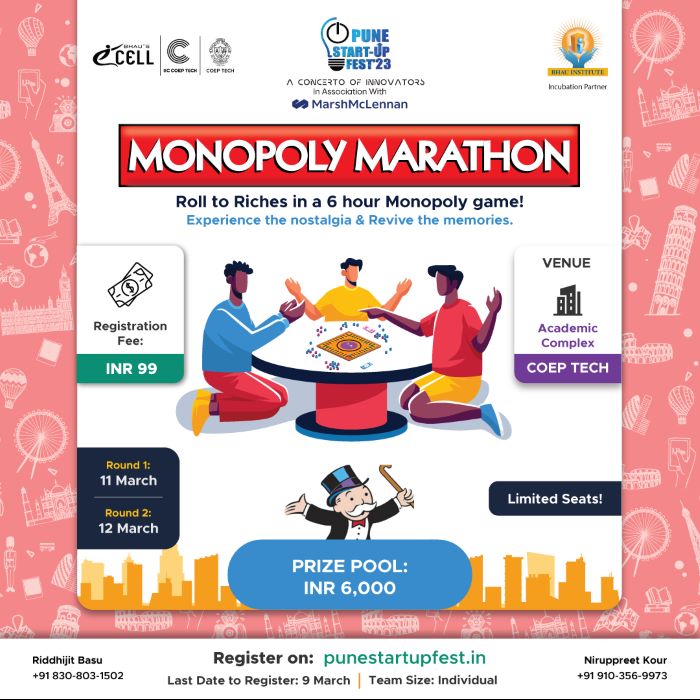 BHAU'S
CELL
EC COEP TECH
COEP TECH
PUNE
START-UP
FEST'23
A CONCERTO OF INNOVATORS
In Association With
MarshMcLennan
BHAU INSTITUTE
Incubation Partner
MONOPOLY MARATHON
Roll to Riches in a 6 hour Monopoly game!
Experience the nostalgia & Revive the memories.
Registration
Fee:
INR 99
VENUE
Academic
Complex
COEP TECH
Round 1:
11 March
Round 2:
12 March
Limited Seats!
PRIZE POOL:
INR 6,000
Riddhijit Basu
+91 830-803-1502
Register on: punestartupfest.in
Last Date to Register: 9 March | Team Size: Individual
Niruppreet Kour
+91 910-356-9973